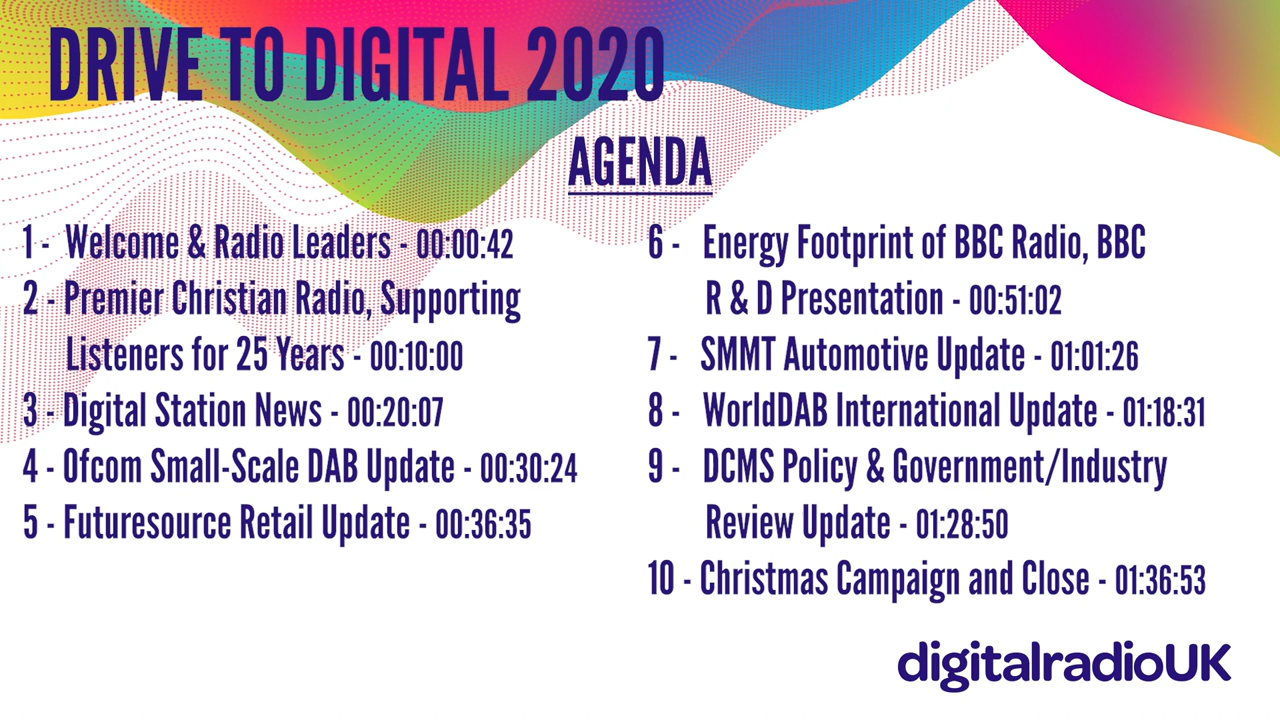 DRIVE TO DIGITAL 2020
AGENDA
1 - Welcome & Radio Leaders - 00:00:42
2 - Premier Christian Radio, Supporting
Listeners for 25 Years - 00:10:00
3 - Digital Station News - 00:20:07
4 - Ofcom Small-Scale DAB Update - 00:30:24
5 - Futuresource Retail Update - 00:36:35
6 - Energy Footprint of BBC Radio, BBC
R & D Presentation - 00:51:02
7 - SMMT Automotive Update - 01:01:26
8 - WorldDAB International Update - 01:18:31
9 - DCMS Policy & Government/Industry
Review Update - 01:28:50
10 - Christmas Campaign and Close - 01:36:53
digitalradioUK